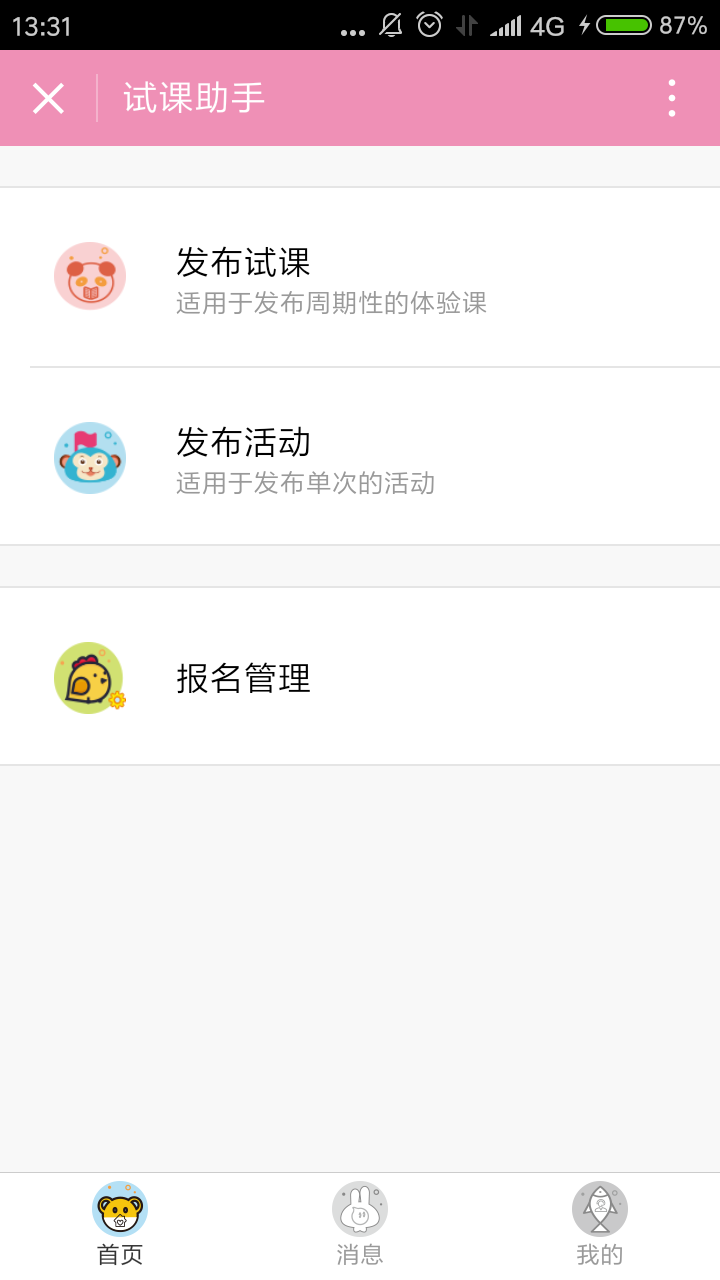 13:31
4G 87%
试课助手
发布试课
适用于发布周期性的体验课
发布活动
适用于发布单次的活动
报名管理
首页
消息
我的